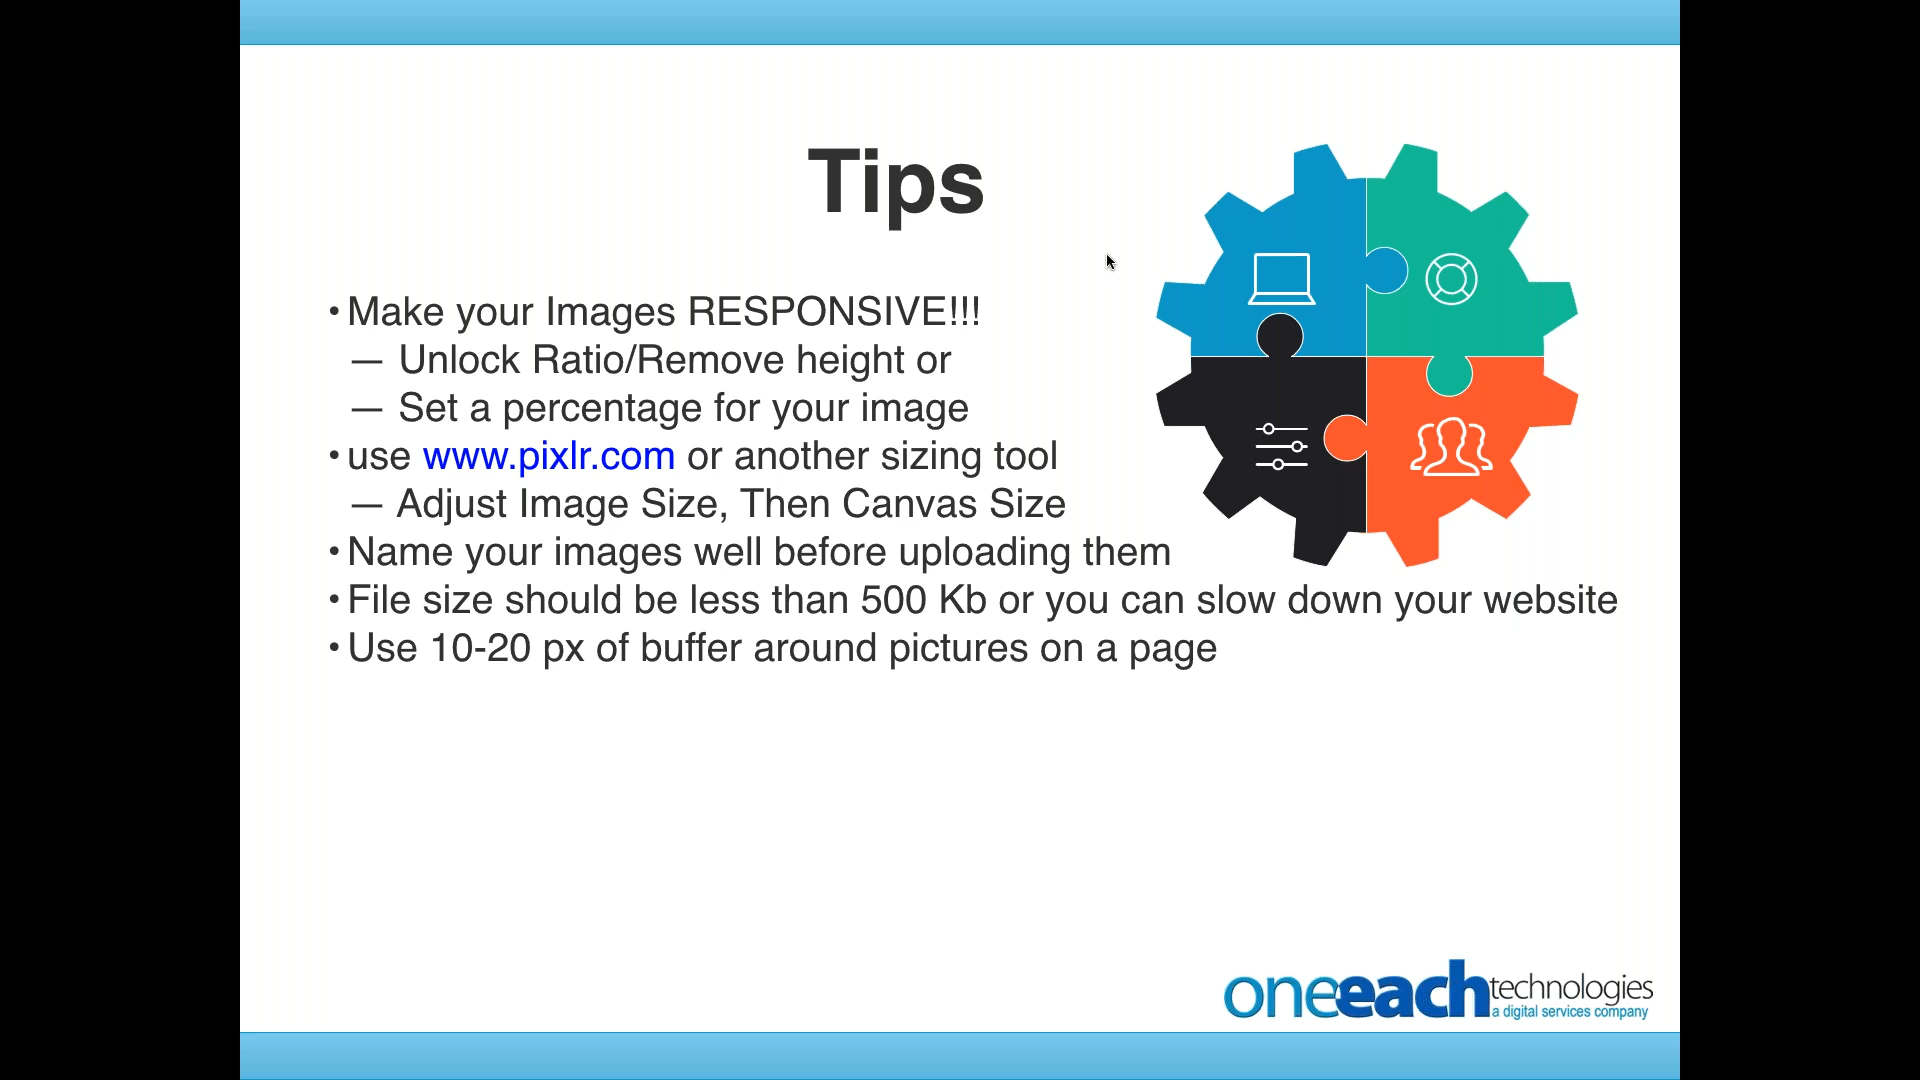 Tips
• Make your Images RESPONSIVE!!!
— Unlock Ratio/Remove height or
— Set a percentage for your image
• use www.pixlr.com or another sizing tool
— Adjust Image Size, Then Canvas Size
• Name your images well before uploading them
• File size should be less than 500 Kb or you can slow down your website
• Use 10-20 px of buffer around pictures on a page
oneeach technologies
a digital services company